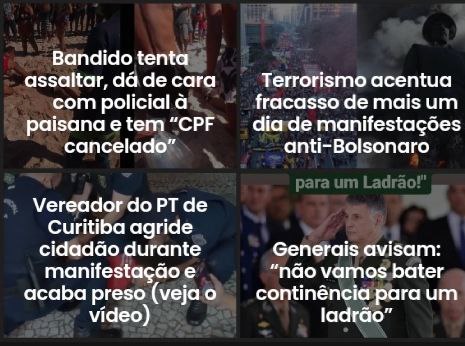 Bandido tenta
assaltar, dá de cara
com policial à
paisana e tem “CPF
cancelado”
Terrorismo acentua
fracasso de mais um
dia de manifestações
anti-Bolsonaro
Vereador do PT de
Curitiba agride
cidadão durante
manifestação e
acaba preso (veja o
vídeo)
para um Ladrão!"
Generais avisam:
“não vamos bater
continência para um
ladrão”